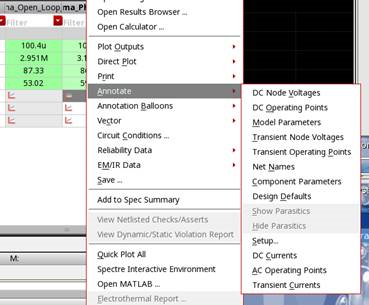 ma_Open_Loop
ma_Pl
Filter
Filter
100.4u
2.951M
87.33
53.02
10
3.1
8
5
M:
Open Results Browser ...
Open Calculator ...
Plot Outputs
Direct Plot
Print
Annotate
Annotation Balloons
Vector
Circuit Conditions ...
Reliability Data
EM/IR Data
Save ...
Add to Spec Summary
View Netlisted Checks/Asserts
View Dynamic/Static Violation Report
Quick Plot All
Spectre Interactive Environment
Open MATLAB ...
Electrothermal Report ...
DC Node Voltages
DC Operating Points
Model Parameters
Transient Node Voltages
Transient Operating Points
Net Names
Component Parameters
Design Defaults
Show Parasitics
Hide Parasitics
Setup...
DC Currents
AC Operating Points
Transient Currents